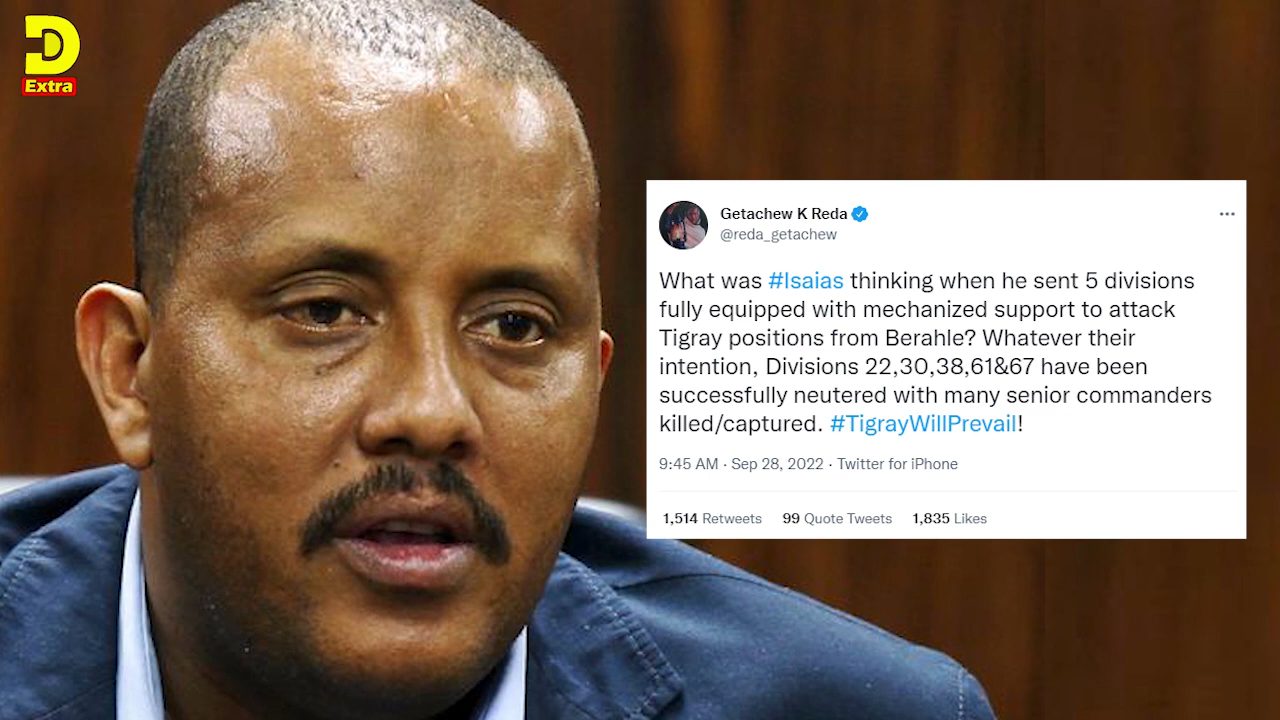 D
Extra
Getachew K Reda
@reda_getachew
What was #Isaias thinking when he sent 5 divisions
fully equipped with mechanized support to attack
Tigray positions from Berahle? Whatever their
intention, Divisions 22,30,38,61&67 have been
successfully neutered with many senior commanders
killed/captured. #TigrayWillPrevail!
9:45 AM · Sep 28, 2022 · Twitter for iPhone
1,514 Retweets 99 Quote Tweets 1,835 Likes